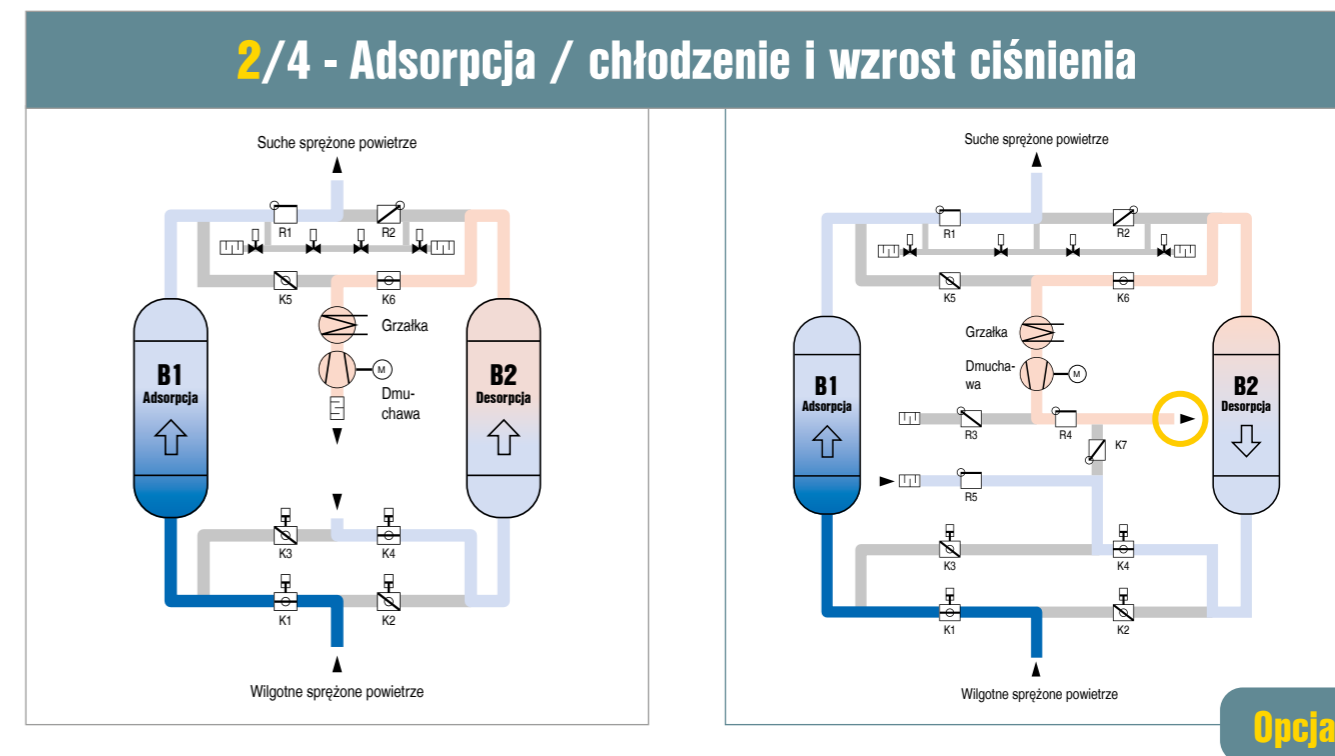 2/4 - Adsorpcja / chłodzenie i wzrost ciśnienia
Suche sprężone powietrze
R1
R2
K5
K6
Grzałka
B1
Adsorpcja
M
Dmu-
chawa
B2
Desorpcja
K3
K4
K1
K2
Wilgotne sprężone powietrze
Suche sprężone powietrze
R1
R2
K5
K6
Grzałka
Dmucha-
wa
M
B1
Adsorpcja
B2
Desorpcja
R3
R4
K7
R5
K3
K4
K1
K2
Wilgotne sprężone powietrze
Opcja